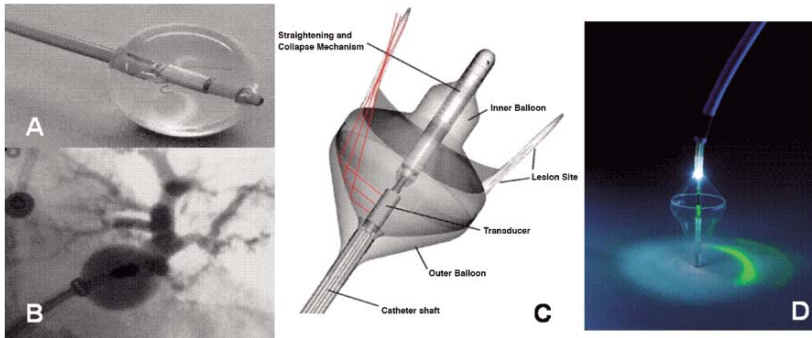 A
B
Straightening and
Collapse Mechanism
Inner Balloon
Lesion Site
Transducer
Outer Balloon
Catheter shaft
C
D